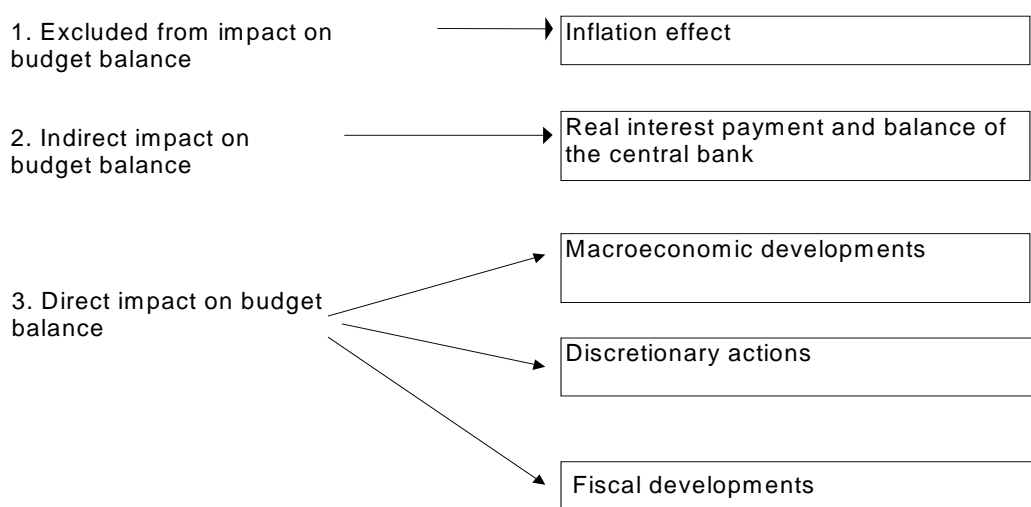 1. Excluded from impact on
budget balance
Inflation effect
2. Indirect impact on
budget balance
Real interest payment and balance of
the central bank
3. Direct impact on budget
balance
Macroeconomic developments
Discretionary actions
Fiscal developments